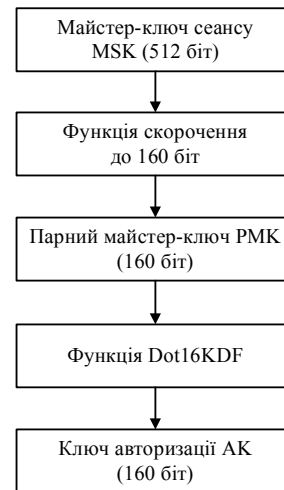 Майстер-ключ сеансу
MSK (512 біт)
Функція скорочення
до 160 біт
Парний майстер-ключ PMK
(160 біт)
Функція Dot16KDF
Ключ авторизації AK
(160 біт)